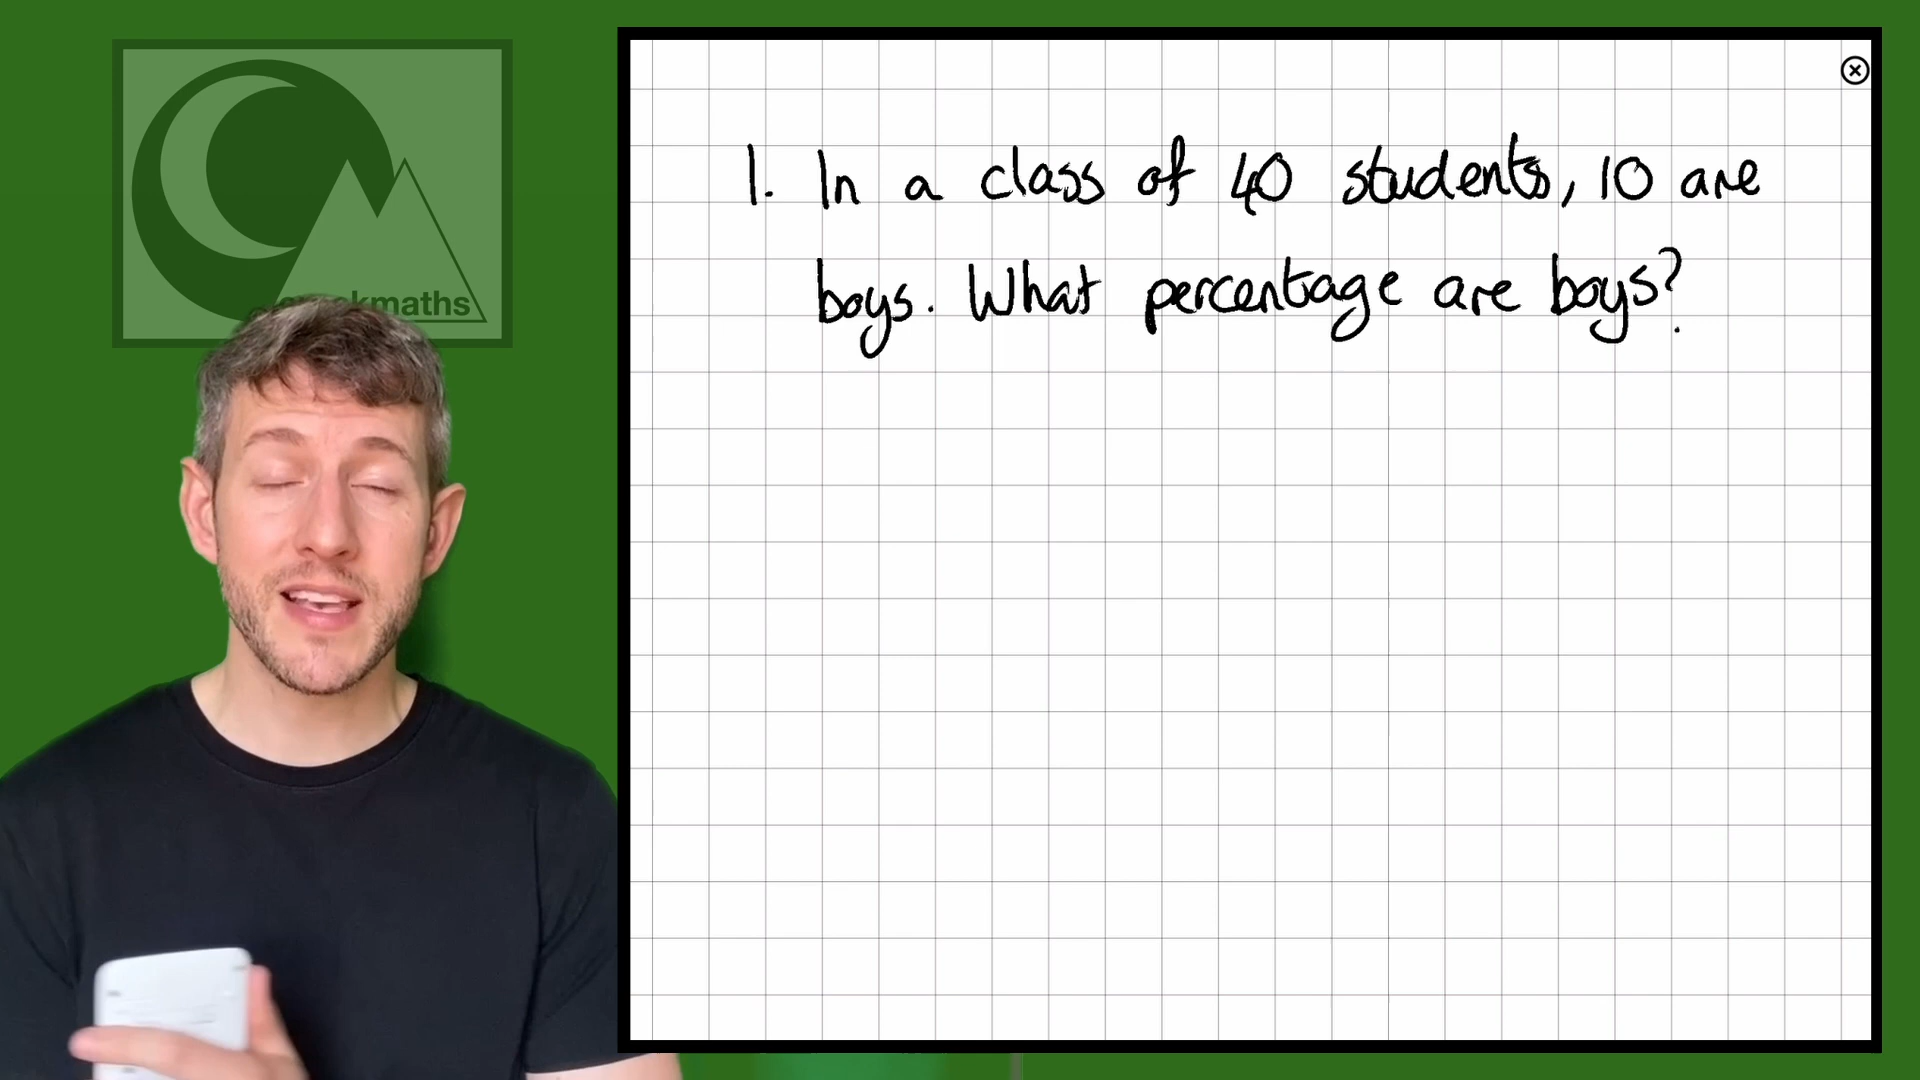 1. In a class of 40 students, 10 are
boys. What percentage are boys?